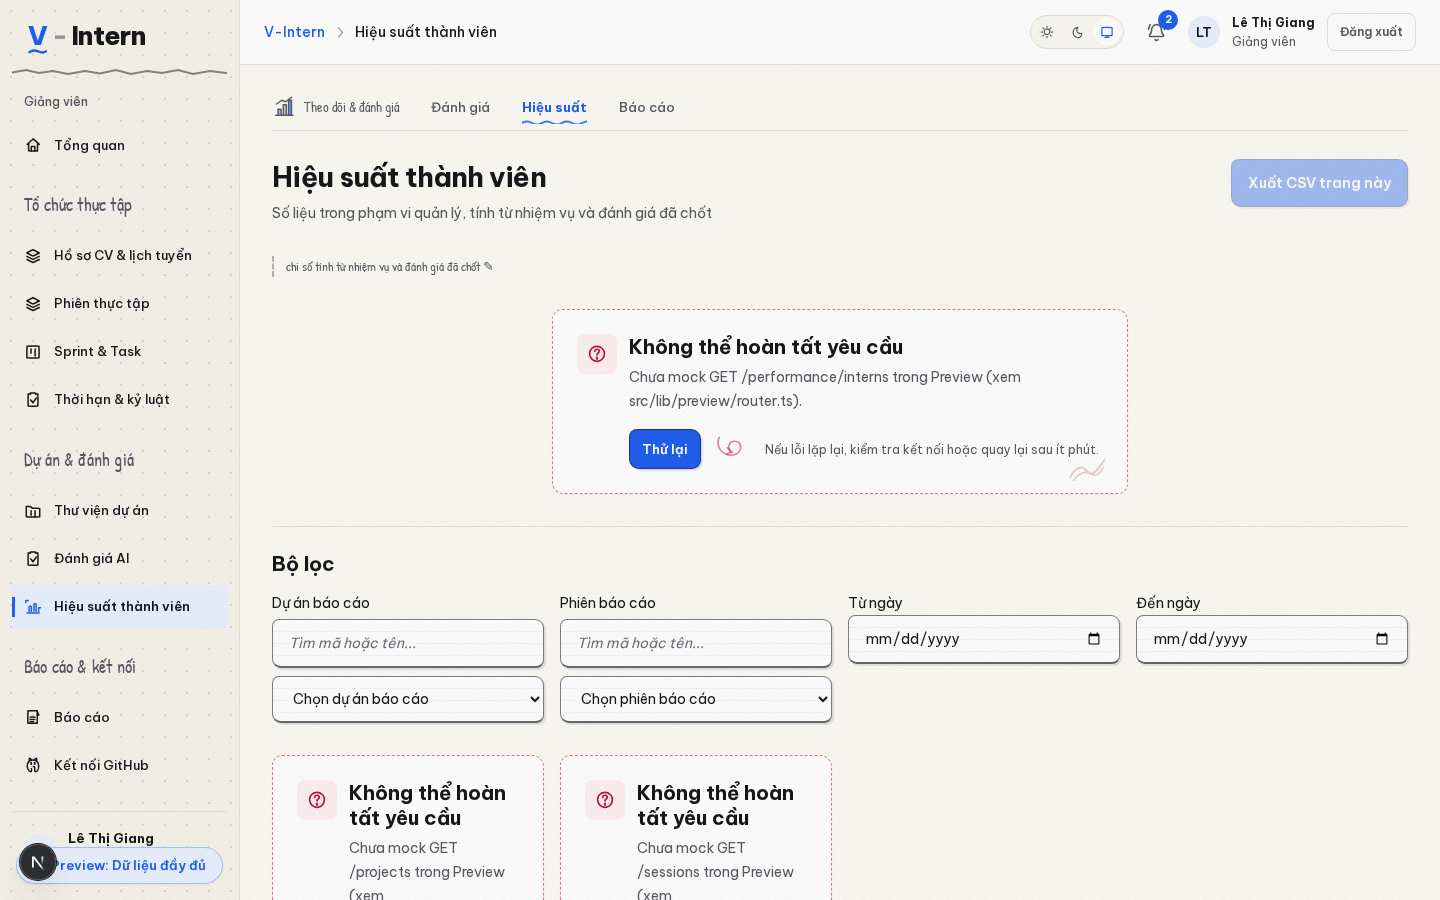 V - Intern
V-Intern
Hiệu suất thành viên
2
LT
Lê Thị Giang
Giảng viên
Đăng xuất
Giảng viên
Tổng quan
Tổ chức thực tập
Hồ sơ CV & lịch tuyển
Phiên thực tập
Sprint & Task
Thời hạn & kỷ luật
Dự án & đánh giá
Thư viện dự án
Đánh giá AI
Hiệu suất thành viên
Báo cáo & kết nối
Báo cáo
Kết nối GitHub
Lê Thị Giang
N
Preview: Dữ liệu đầy đủ
Theo dõi & đánh giá
Đánh giá
Hiệu suất
Báo cáo
Hiệu suất thành viên
Số liệu trong phạm vi quản lý, tính từ nhiệm vụ và đánh giá đã chốt
Xuất CSV trang này
chỉ số tính từ nhiệm vụ và đánh giá đã chốt ✎
Không thể hoàn tất yêu cầu
Chưa mock GET /performance/interns trong Preview (xem
src/lib/preview/router.ts).
Thử lại
Nếu lỗi lặp lại, kiểm tra kết nối hoặc quay lại sau ít phút.
Bộ lọc
Dự án báo cáo
Tìm mã hoặc tên...
Chọn dự án báo cáo
Phiên báo cáo
Tìm mã hoặc tên...
Chọn phiên báo cáo
Từ ngày
mm/dd/yyyy
Đến ngày
mm/dd/yyyy
Không thể hoàn
tất yêu cầu
Chưa mock GET
/projects trong Preview
(xem
Không thể hoàn
tất yêu cầu
Chưa mock GET
/sessions trong Preview
(xem